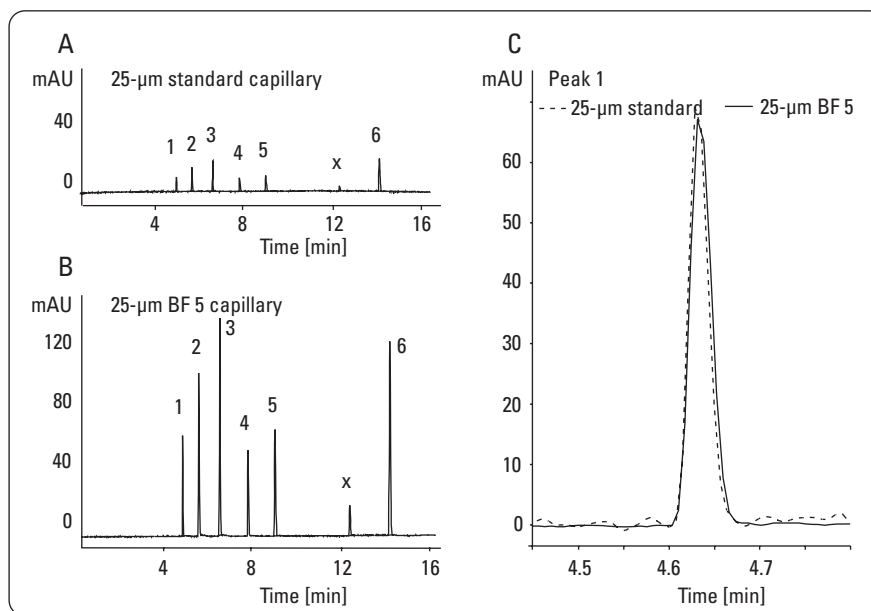 A
mAU 25-µm standard capillary
40
0
1 2 3 4 5 x 6
4 8 12 16
Time [min]
B
mAU 25-µm BF 5 capillary
120
80
40
0
1 2 3 4 5 x 6
4 8 12 16
Time [min]
C
mAU Peak 1
25-µm standard 25-µm BF 5
60
50
40
30
20
10
0
4.5 4.6 4.7
Time [min]